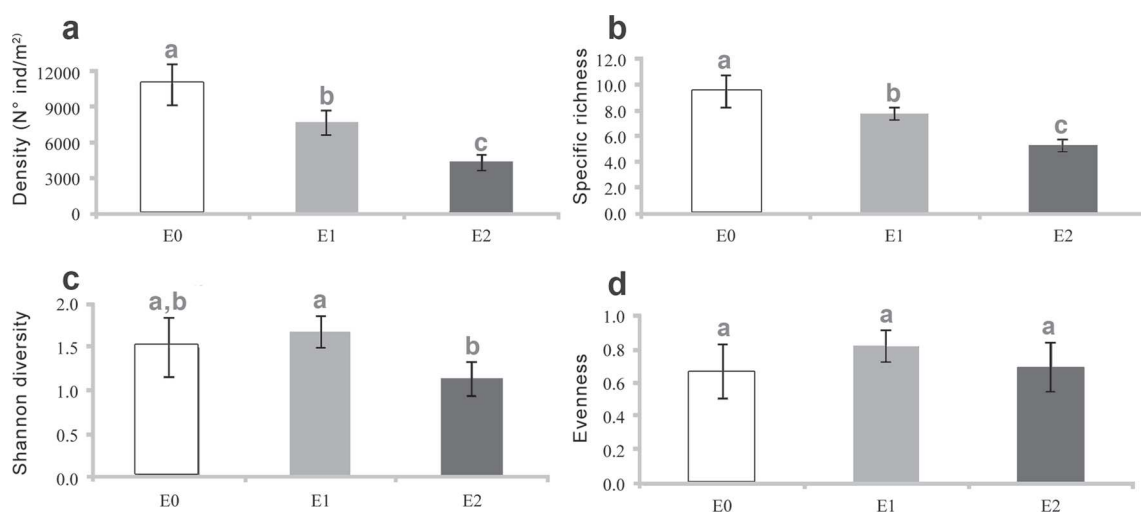 a
Density (N° ind/m²)
12000
9000
6000
3000
0
a
b
c
E0
E1
E2
b
Specific richness
12.0
10.0
8.0
6.0
4.0
2.0
0.0
a
b
c
E0
E1
E2
c
Shannon diversity
2.0
1.5
1.0
0.5
0.0
a,b
a
b
E0
E1
E2
d
Evenness
1.0
0.8
0.6
0.4
0.2
0.0
a
a
a
E0
E1
E2